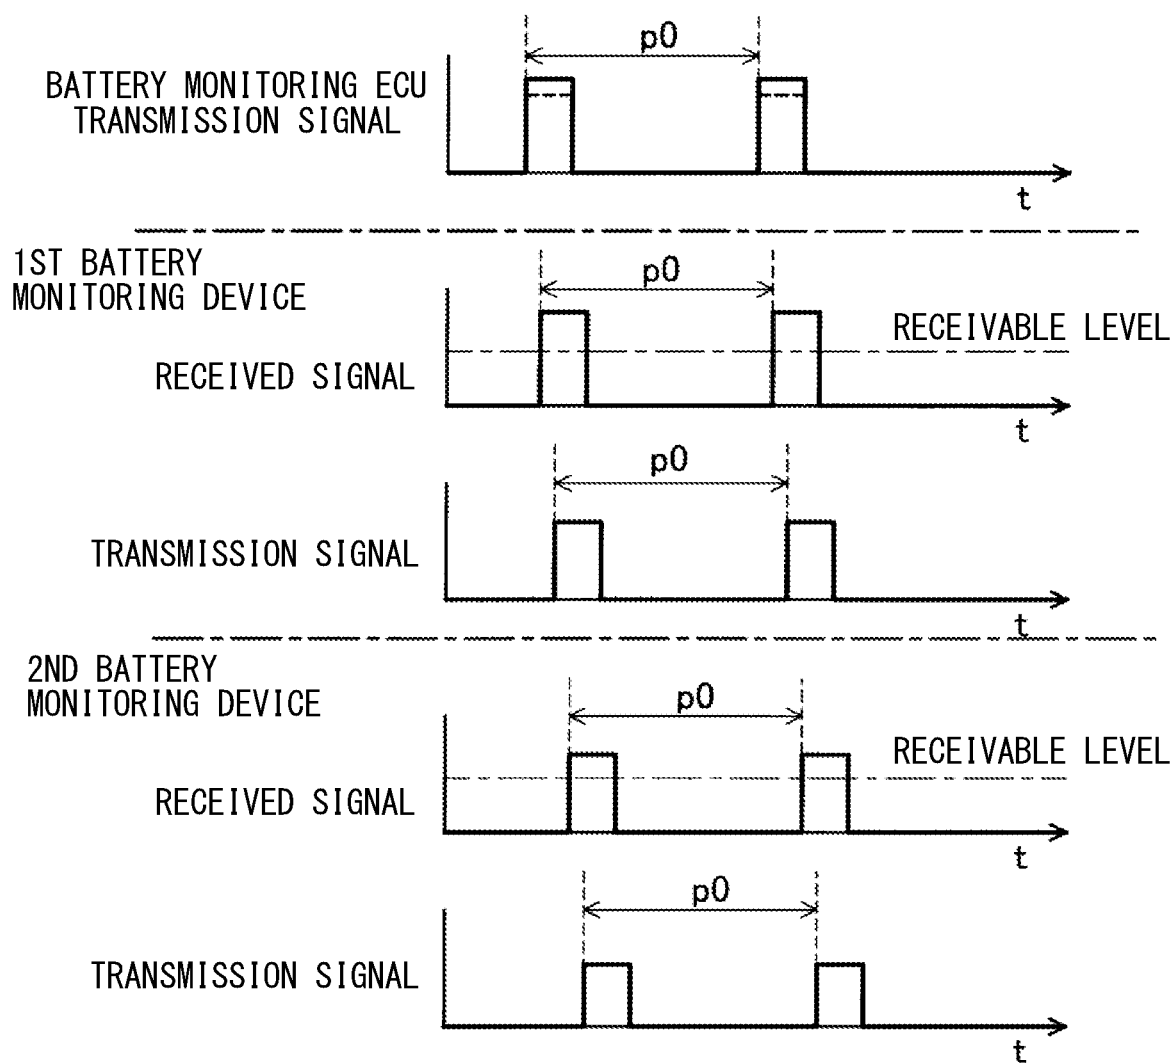 p0
BATTERY MONITORING ECU
TRANSMISSION SIGNAL
t
1ST BATTERY
MONITORING DEVICE
p0
RECEIVABLE LEVEL
RECEIVED SIGNAL
t
p0
TRANSMISSION SIGNAL
t
2ND BATTERY
MONITORING DEVICE
p0
RECEIVABLE LEVEL
RECEIVED SIGNAL
t
p0
TRANSMISSION SIGNAL
t